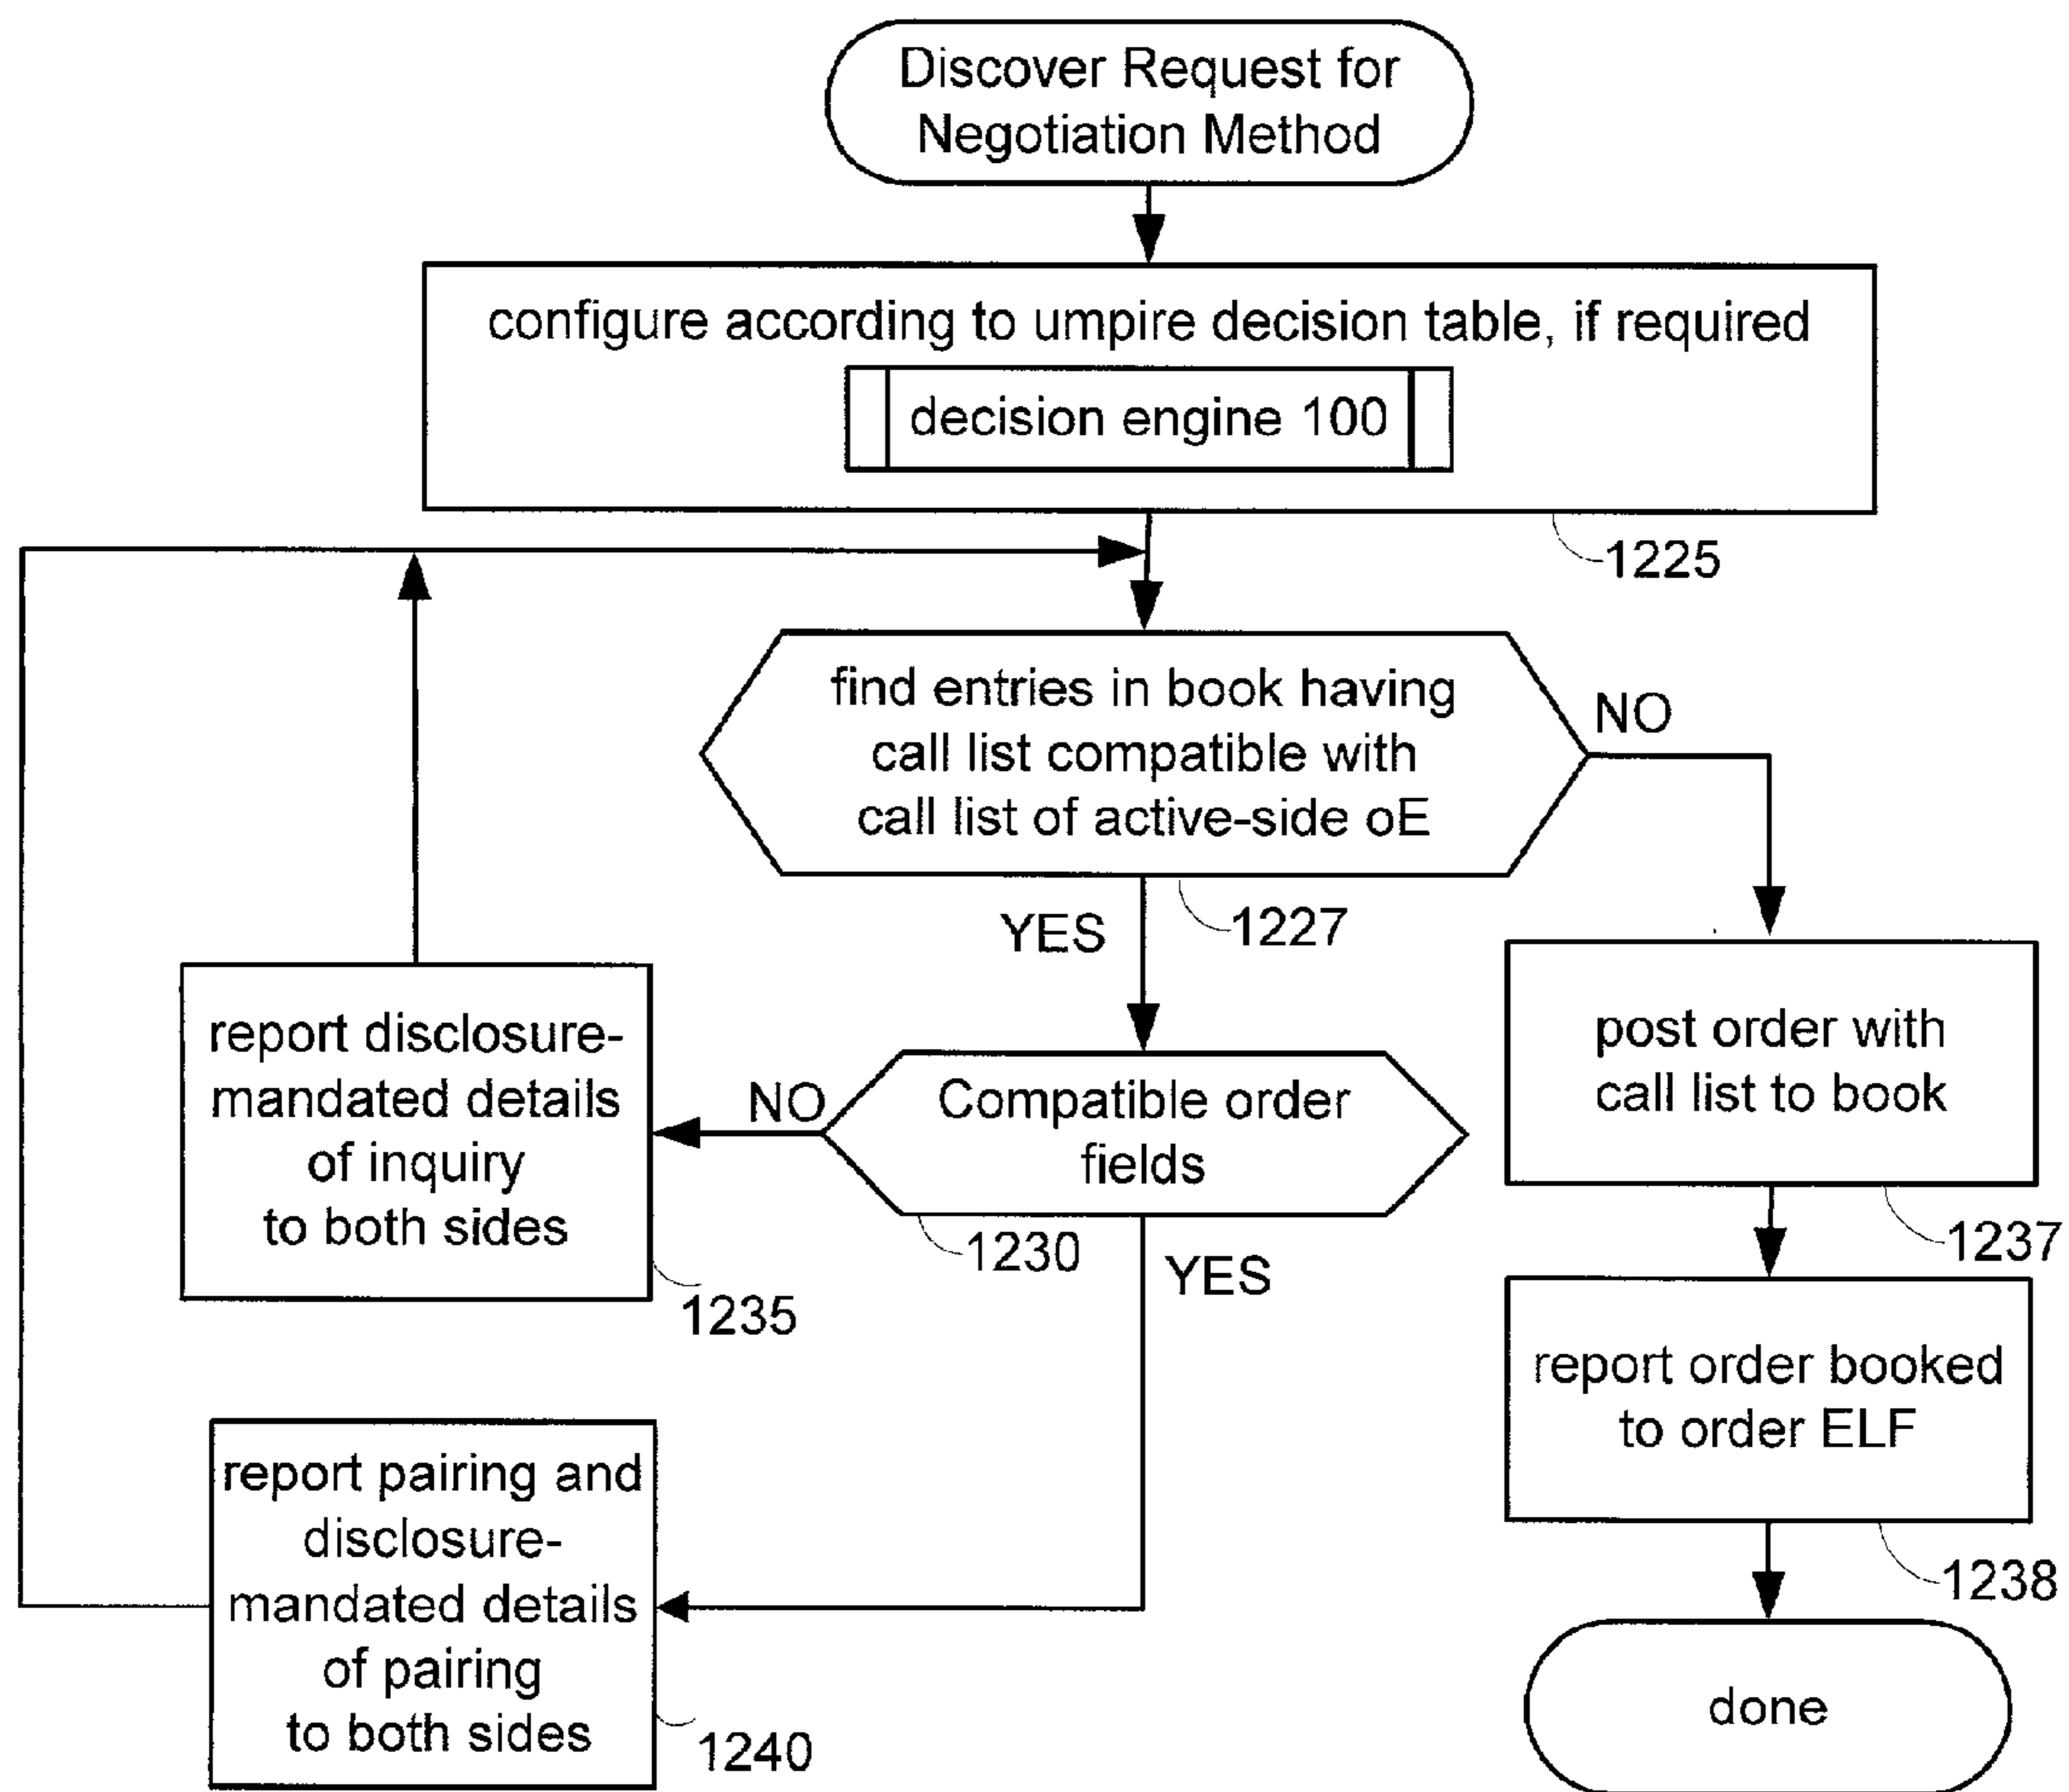 Discover Request for
Negotiation Method
configure according to umpire decision table, if required
decision engine 100
1225
find entries in book having
call list compatible with
call list of active-side oE
NO
1227
YES
report disclosure-
mandated details
of inquiry
to both sides
1235
NO
Compatible order
fields
1230
YES
post order with
call list to book
1237
report order booked
to order ELF
1238
report pairing and
disclosure-
mandated details
of pairing
to both sides
1240
done